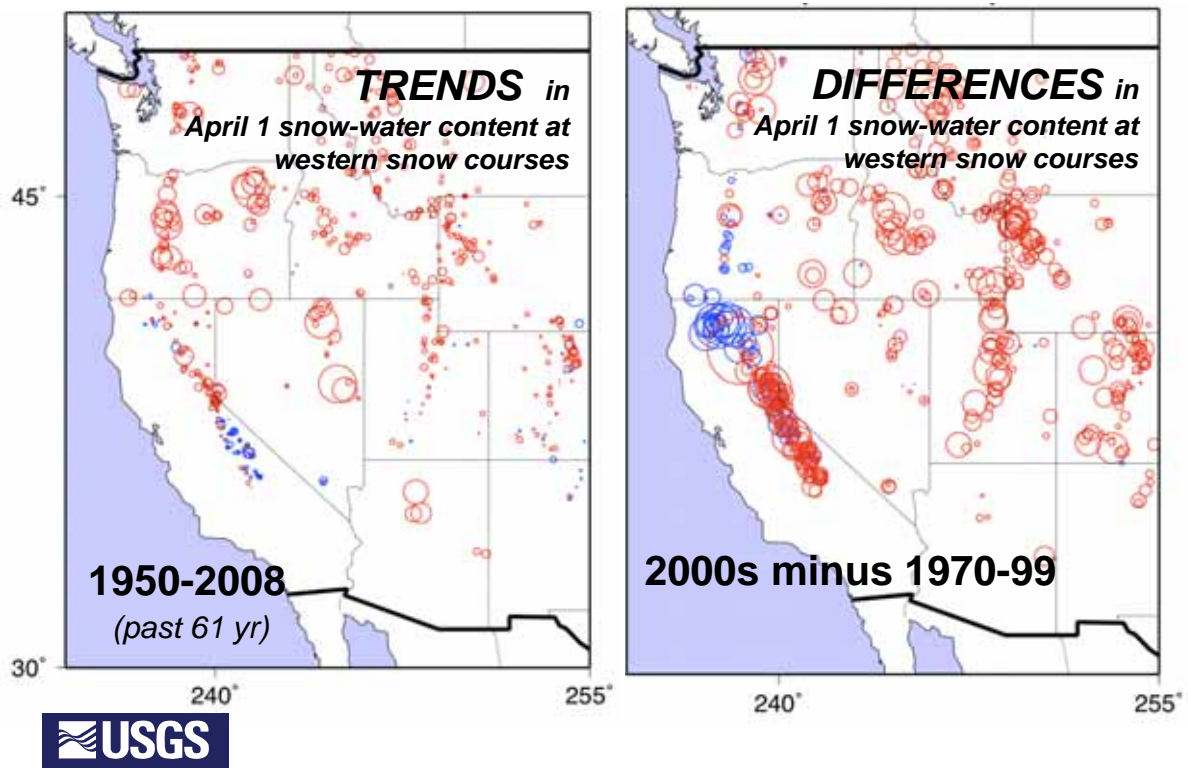 TRENDS in
April 1 snow-water content at
western snow courses
45°
1950-2008
(past 61 yr)
30°
240°
255°
DIFFERENCES in
April 1 snow-water content at
western snow courses
2000s minus 1970-99
240°
255°
USGS